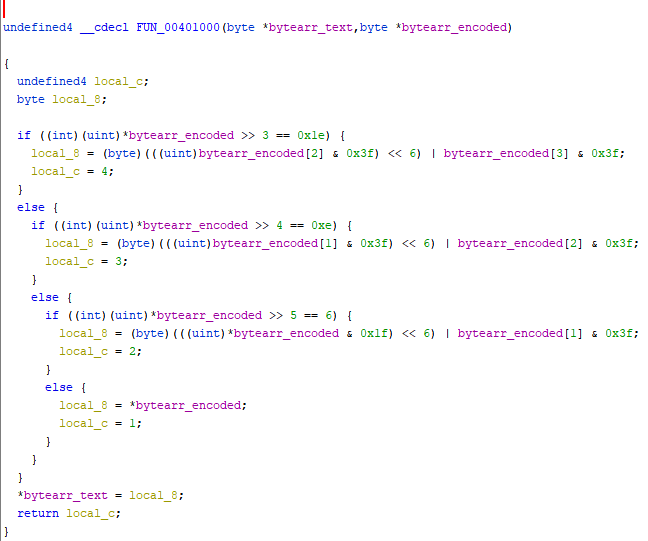 undefined4 __cdecl FUN_00401000(byte *bytearr_text,byte *bytearr_encoded)
{
undefined4 local_c;
byte local_8;
if ((int)(uint)*bytearr_encoded >> 3 == 0x1e) {
local_8 = (byte)(((uint)bytearr_encoded[2] & 0x3f) << 6) | bytearr_encoded[3] & 0x3f;
local_c = 4;
}
else {
if ((int)(uint)*bytearr_encoded >> 4 == 0xe) {
local_8 = (byte)(((uint)bytearr_encoded[1] & 0x3f) << 6) | bytearr_encoded[2] & 0x3f;
local_c = 3;
}
else {
if ((int)(uint)*bytearr_encoded >> 5 == 6) {
local_8 = (byte)(((uint)*bytearr_encoded & 0x1f) << 6) | bytearr_encoded[1] & 0x3f;
local_c = 2;
}
else {
local_8 = *bytearr_encoded;
local_c = 1;
}
}
}
*bytearr_text = local_8;
return local_c;
}